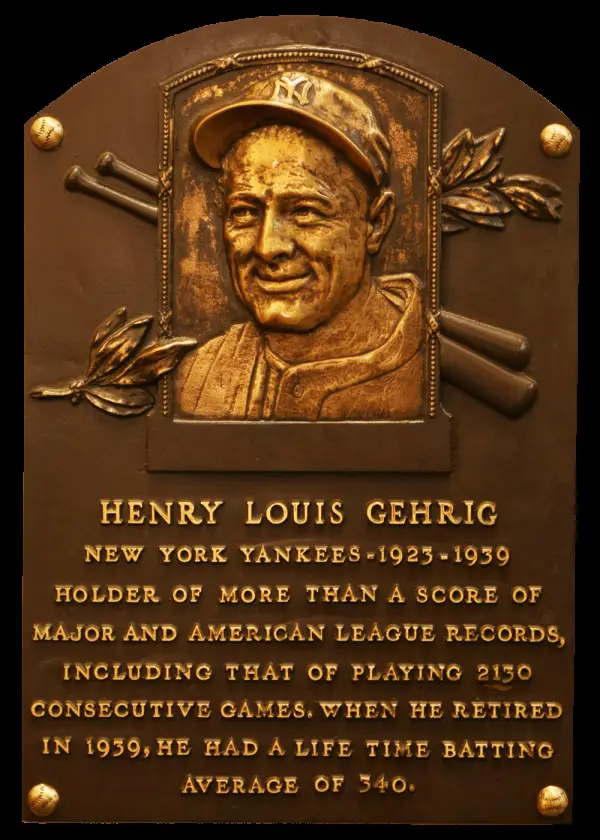 NY
HENRY LOUIS GEHRIG
NEW YORK YANKEES-1923-1939
HOLDER OF MORE THAN A SCORE OF
MAJOR AND AMERICAN LEAGUE RECORDS,
INCLUDING THAT OF PLAYING 2130
CONSECUTIVE GAMES. WHEN HE RETIRED
IN 1939, HE HAD A LIFE TIME BATTING
AVERAGE OF 340.